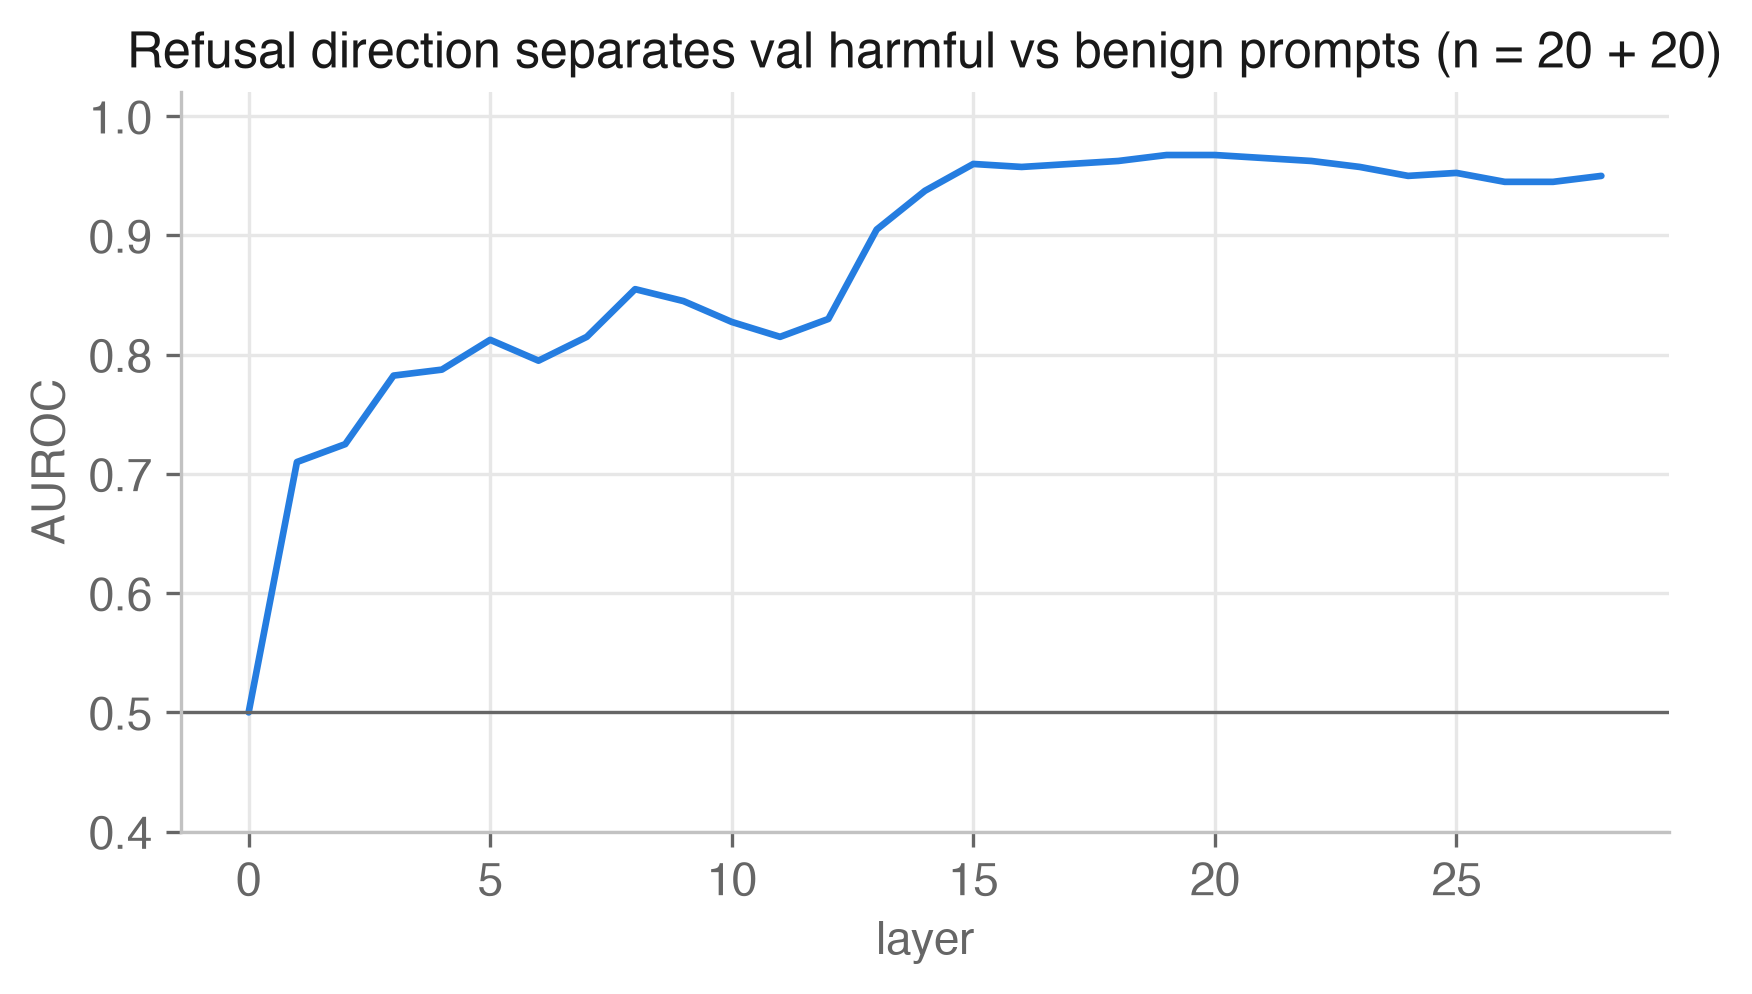 Refusal direction separates val harmful vs benign prompts (n = 20 + 20)
1.0
0.9
0.8
0.7
0.6
0.5
0.4
AUROC
0 5 10 15 20 25
layer